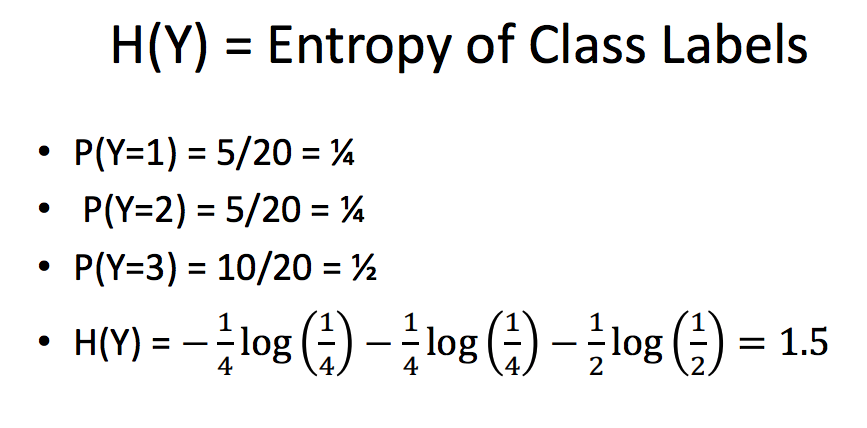 H(Y) = Entropy of Class Labels
• P(Y=1) = 5/20 = ¼
• P(Y=2) = 5/20 = ¼
• P(Y=3) = 10/20 = ½
• H(Y) = −1/4 log(1/4) − 1/4 log(1/4) − 1/2 log(1/2) = 1.5